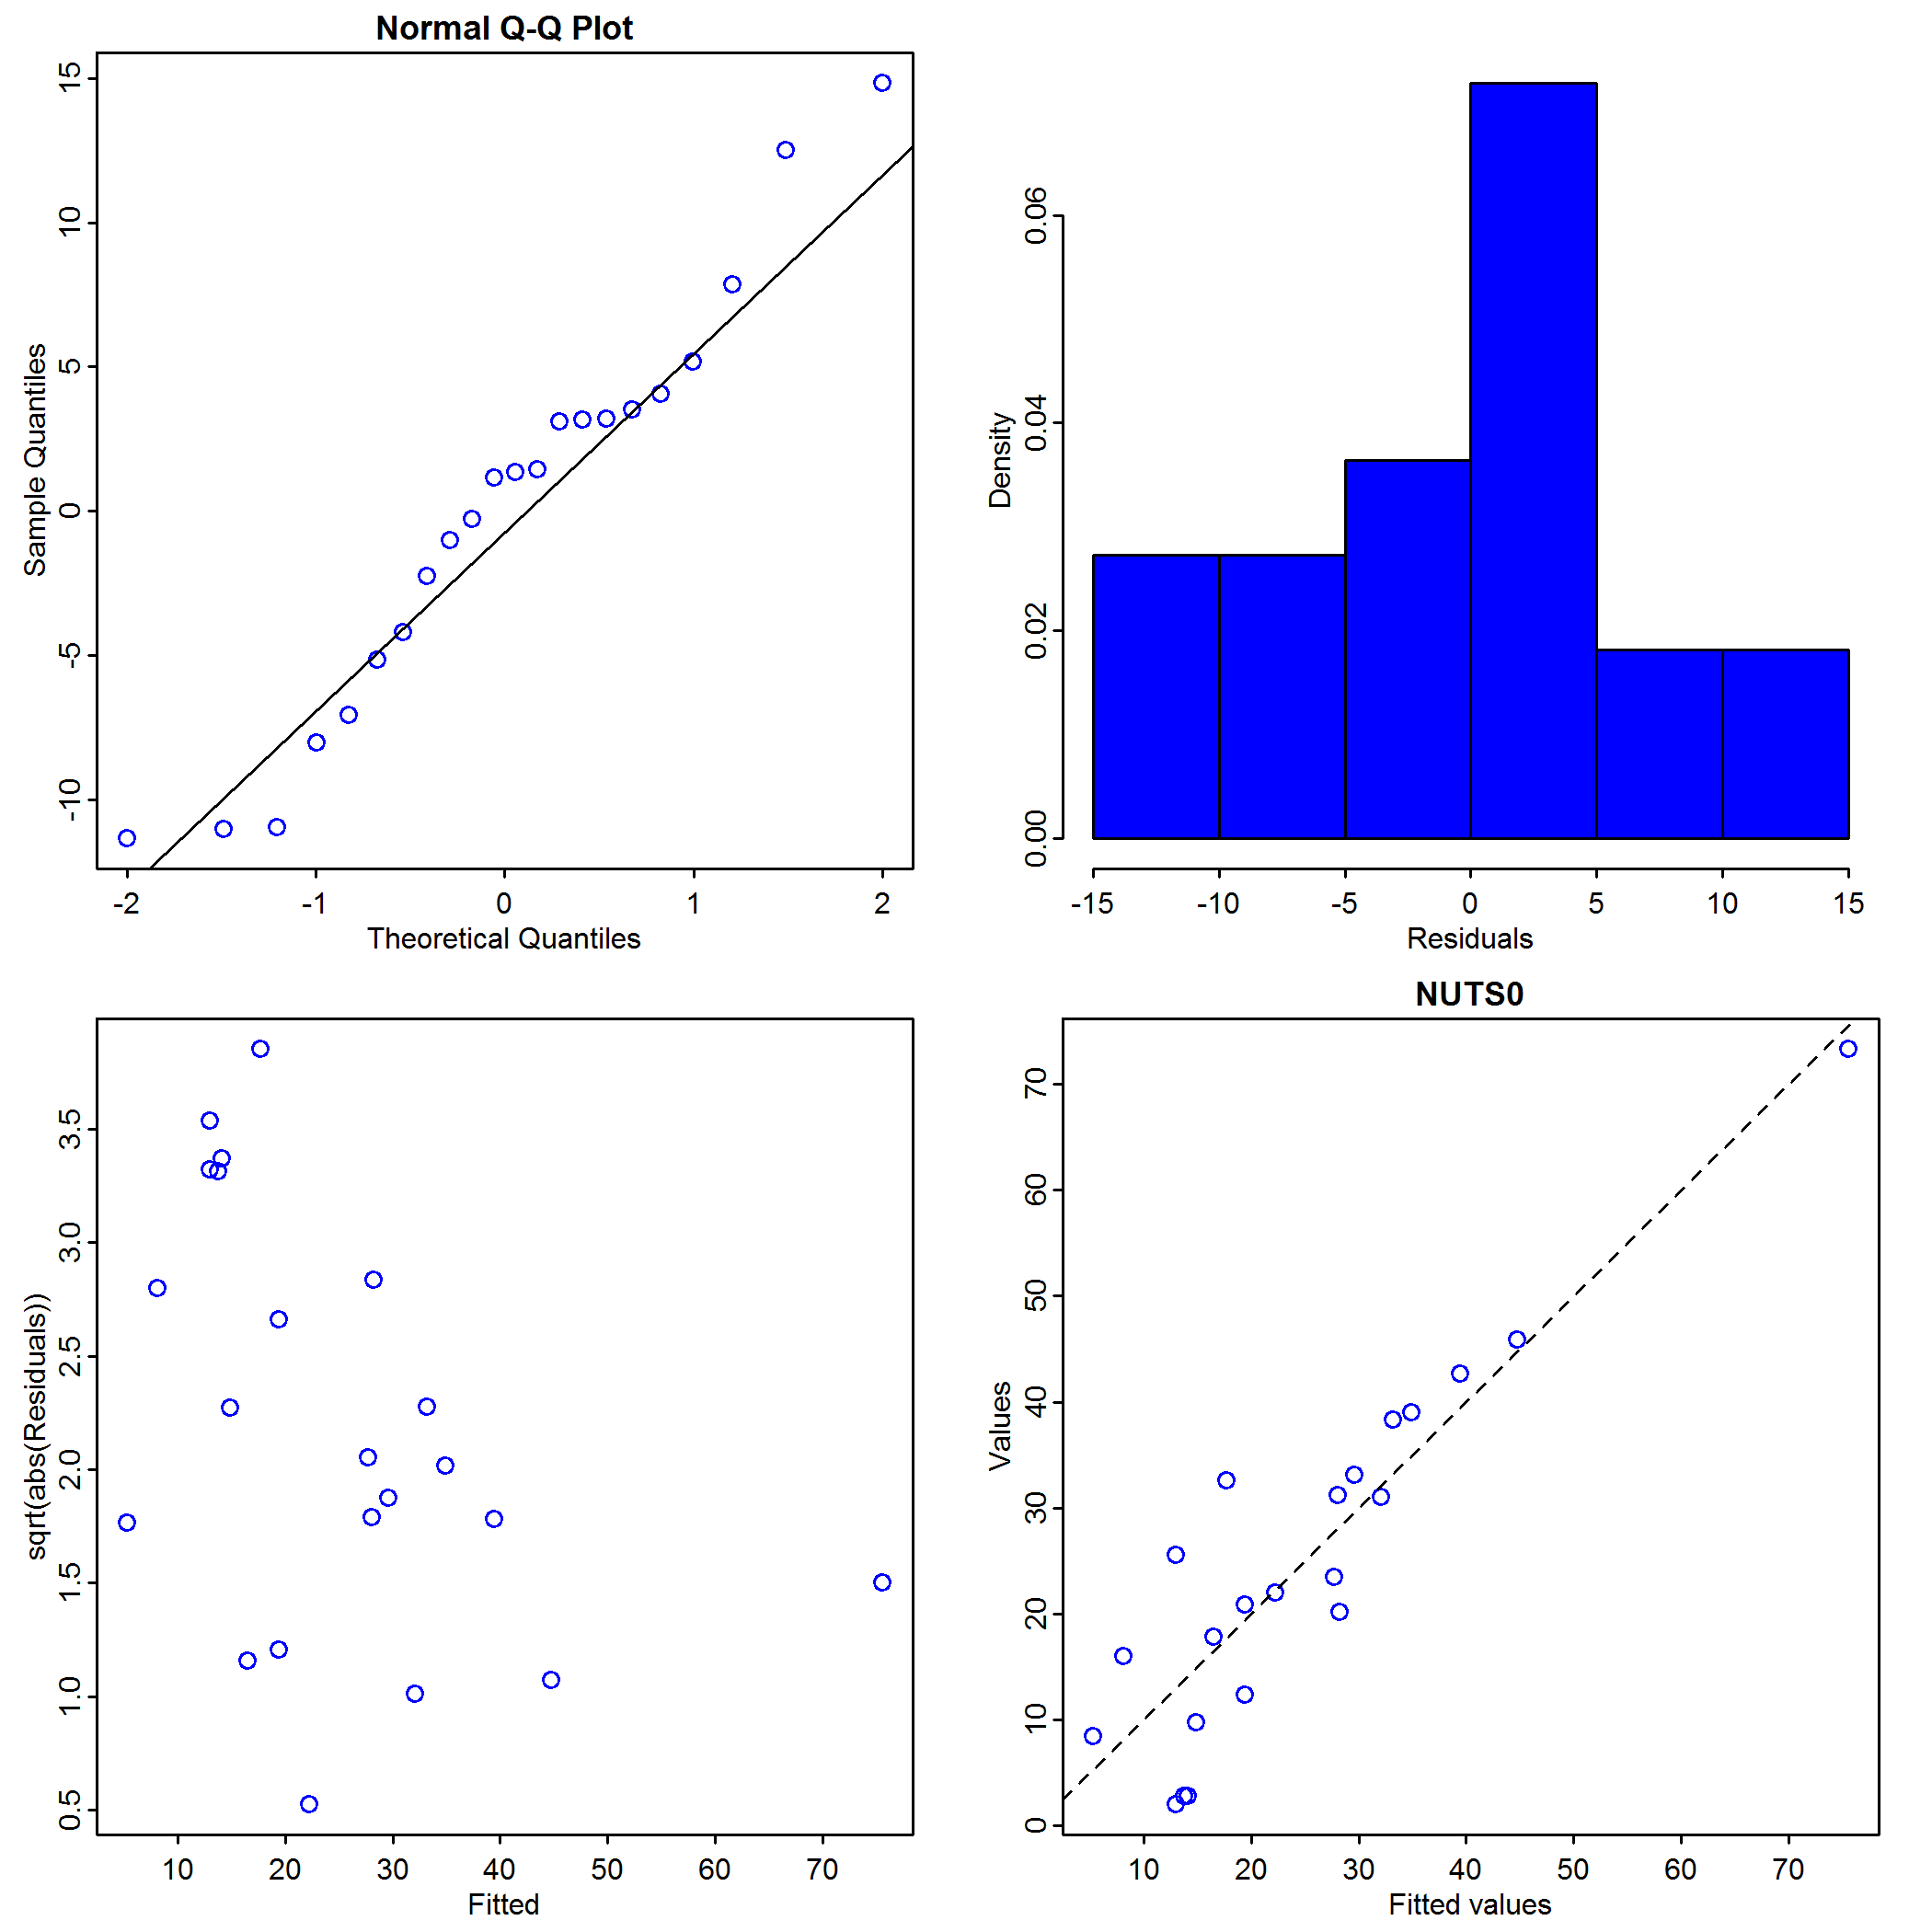 Normal Q-Q Plot
Sample Quantiles
15
10
5
0
-5
-10
-2 -1 0 1 2
Theoretical Quantiles
Density
0.06
0.04
0.02
0.00
-15 -10 -5 0 5 10 15
Residuals
sqrt(abs(Residuals))
3.5
3.0
2.5
2.0
1.5
1.0
0.5
10 20 30 40 50 60 70
Fitted
NUTS0
Values
70
60
50
40
30
20
10
0
10 20 30 40 50 60 70
Fitted values